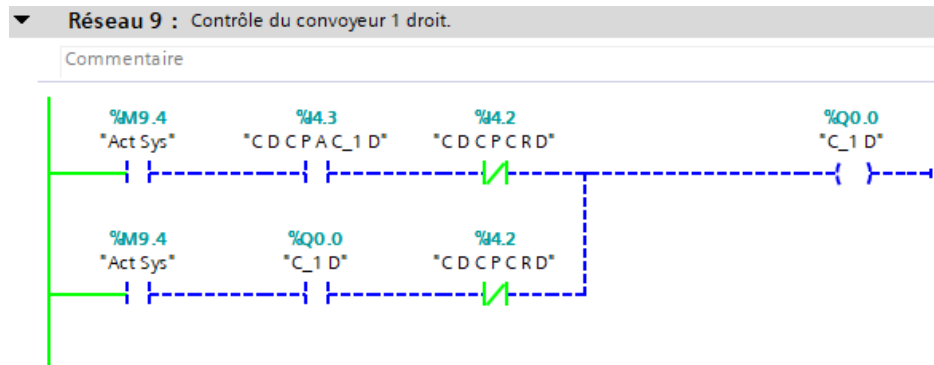 Réseau 9 : Contrôle du convoyeur 1 droit.
Commentaire
%M9.4 %I4.3 %I4.2 %Q0.0
"Act Sys" "C D C P A C_1 D" "C D C P C R D" "C_1 D"
%M9.4 %Q0.0 %I4.2
"Act Sys" "C_1 D" "C D C P C R D"